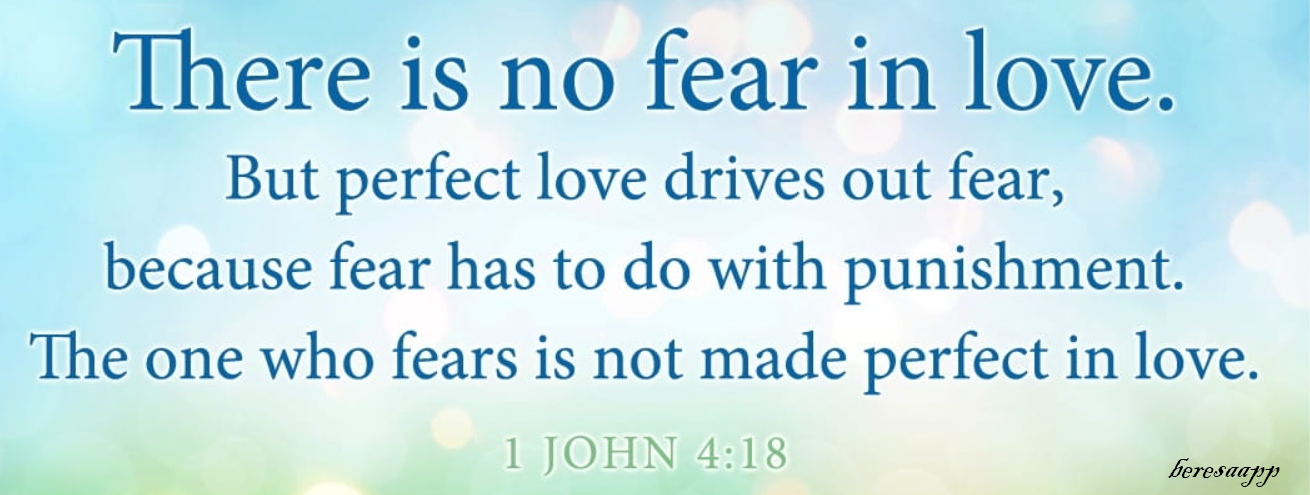 There is no fear in love.
But perfect love drives out fear,
because fear has to do with punishment.
The one who fears is not made perfect in love.
1 JOHN 4:18
beresaapp